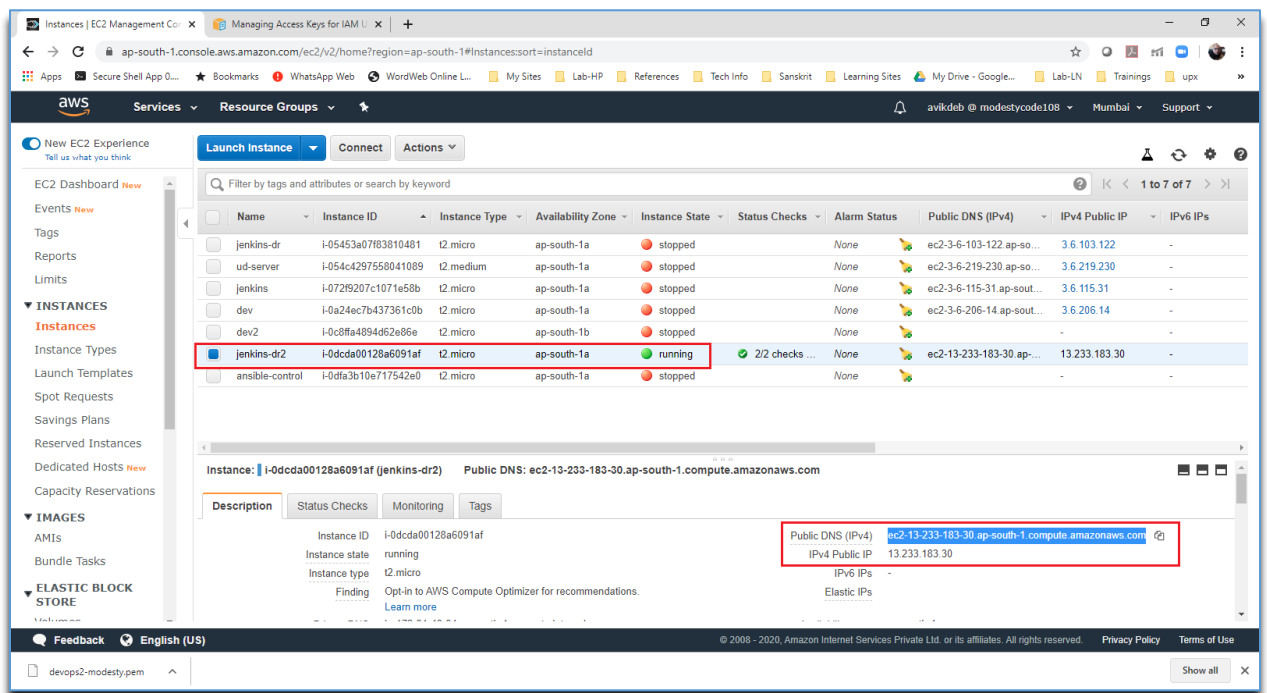 Instances | EC2 Management Con
Managing Access Keys for IAM U
ap-south-1.console.aws.amazon.com/ec2/v2/home?region=ap-south-1#Instances:sort=instanceId
Apps Secure Shell App 0.... Bookmarks WhatsApp Web WordWeb Online L... My Sites Lab-HP References Tech Info Sanskrit Learning Sites My Drive - Google... Lab-LN Trainings upx »
aws Services Resource Groups avikdeb @ modestycode108 Mumbai Support
New EC2 Experience
Tell us what you think
EC2 Dashboard New
Events New
Tags
Reports
Limits
INSTANCES
Instances
Instance Types
Launch Templates
Spot Requests
Savings Plans
Reserved Instances
Dedicated Hosts New
Capacity Reservations
IMAGES
AMIs
Bundle Tasks
ELASTIC BLOCK
STORE
Volumes
Launch Instance Connect Actions
Filter by tags and attributes or search by keyword 1 to 7 of 7
Name Instance ID Instance Type Availability Zone Instance State Status Checks Alarm Status Public DNS (IPv4) IPv4 Public IP IPv6 IPs
jenkins-dr i-05453a07f83810481 t2.micro ap-south-1a stopped None ec2-3-6-103-122.ap-so... 3.6.103.122 -
ud-server i-054c4297558041089 t2.medium ap-south-1a stopped None ec2-3-6-219-230.ap-so... 3.6.219.230 -
jenkins i-072f9207c1071e58b t2.micro ap-south-1a stopped None ec2-3-6-115-31.ap-sout... 3.6.115.31 -
dev i-0a24ec7b437361c0b t2.micro ap-south-1a stopped None ec2-3-6-206-14.ap-sout... 3.6.206.14 -
dev2 i-0c8ffa4894d62e86e t2.micro ap-south-1b stopped None - -
jenkins-dr2 i-0dcda00128a6091af t2.micro ap-south-1a running 2/2 checks ... None ec2-13-233-183-30.ap-... 13.233.183.30 -
ansible-control i-0dfa3b10e717542e0 t2.micro ap-south-1a stopped None - -
Instance: i-0dcda00128a6091af (jenkins-dr2) Public DNS: ec2-13-233-183-30.ap-south-1.compute.amazonaws.com
Description Status Checks Monitoring Tags
Instance ID i-0dcda00128a6091af Public DNS (IPv4) ec2-13-233-183-30.ap-south-1.compute.amazonaws.com
Instance state running IPv4 Public IP 13.233.183.30
Instance type t2.micro IPv6 IPs -
Finding Opt-in to AWS Compute Optimizer for recommendations. Elastic IPs
Learn more
Feedback English (US) © 2008 - 2020, Amazon Internet Services Private Ltd. or its affiliates. All rights reserved. Privacy Policy Terms of Use
devops2-modesty.pem Show all